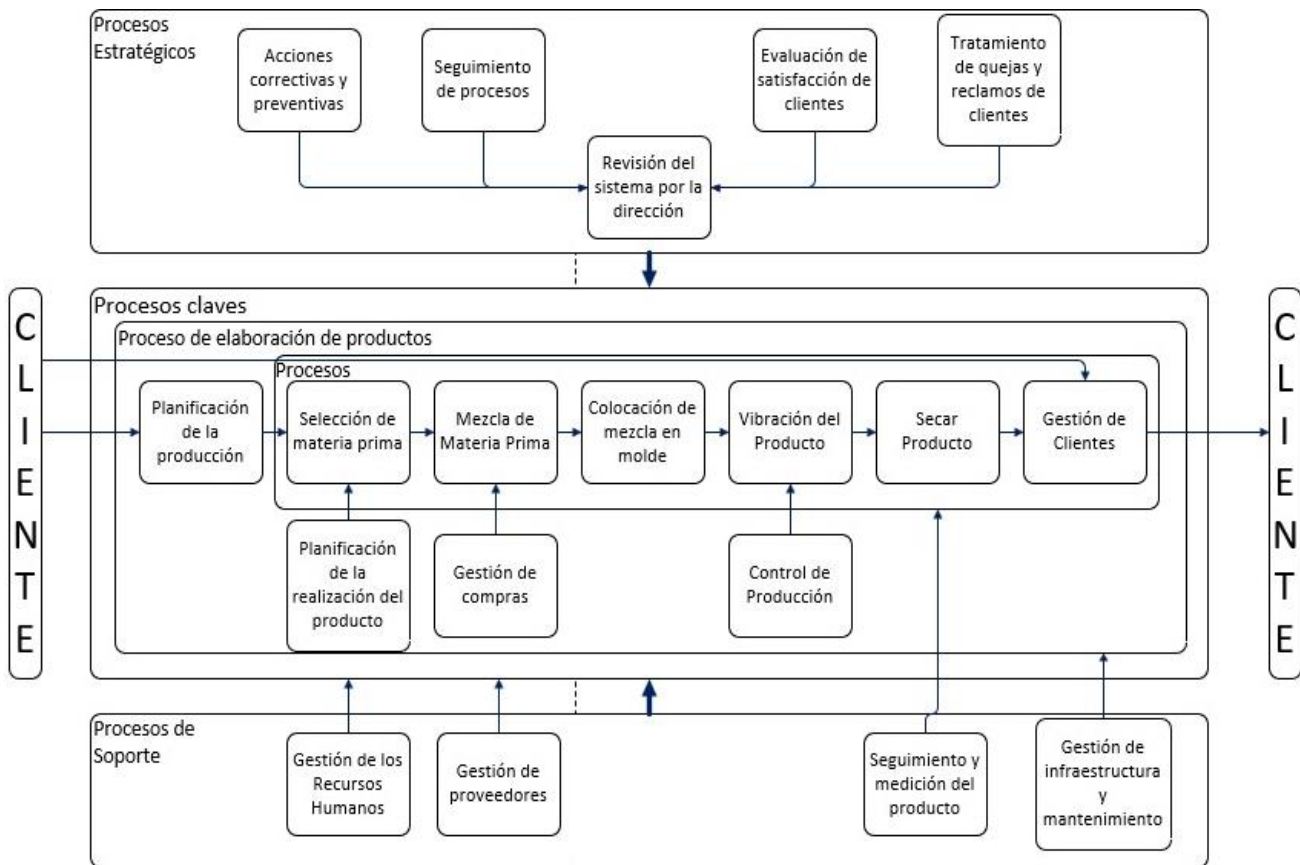 Procesos
Estratégicos
Acciones
correctivas y
preventivas
Seguimiento
de procesos
Evaluación de
satisfacción de
clientes
Tratamiento
de quejas y
reclamos de
clientes
Revisión del
sistema por la
dirección
CLIENTE
Procesos claves
Proceso de elaboración de productos
Procesos
Planificación
de la
producción
Selección de
materia prima
Mezcla de
Materia Prima
Colocación de
mezcla en
molde
Vibración del
Producto
Secar
Producto
Gestión de
Clientes
Planificación
de la
realización del
producto
Gestión de
compras
Control de
Producción
CLIENTE
Procesos de
Soporte
Gestión de los
Recursos
Humanos
Gestión de
proveedores
Seguimiento y
medición del
producto
Gestión de
infraestructura
y
mantenimiento